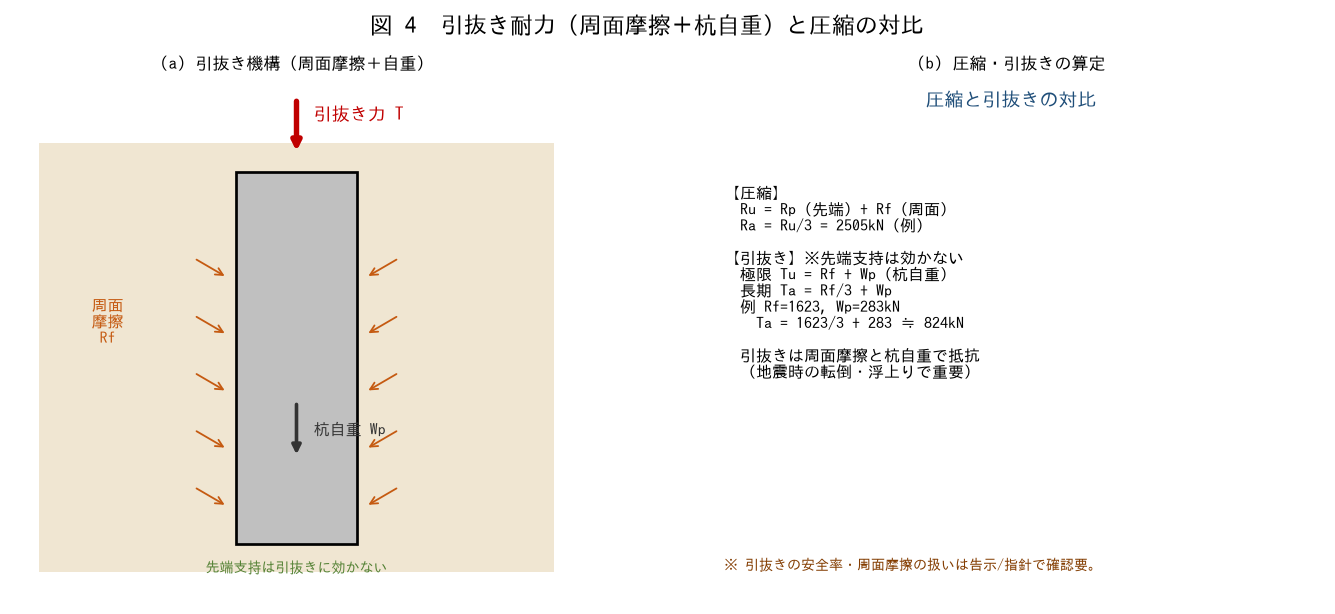 図 4　引抜き耐力（周面摩擦＋杭自重）と圧縮の対比
(a) 引抜き機構（周面摩擦＋自重）
引抜き力 T
周面
摩擦
Rf
杭自重 Wp
先端支持は引抜きに効かない
(b) 圧縮・引抜きの算定
圧縮と引抜きの対比
【圧縮】
Ru = Rp（先端）+ Rf（周面）
Ra = Ru/3 = 2505kN（例）
【引抜き】※先端支持は効かない
極限 Tu = Rf + Wp（杭自重）
長期 Ta = Rf/3 + Wp
例 Rf=1623, Wp=283kN
Ta = 1623/3 + 283 ≒ 824kN
引抜きは周面摩擦と杭自重で抵抗
（地震時の転倒・浮上りで重要）
※ 引抜きの安全率・周面摩擦の扱いは告示/指針で確認要。